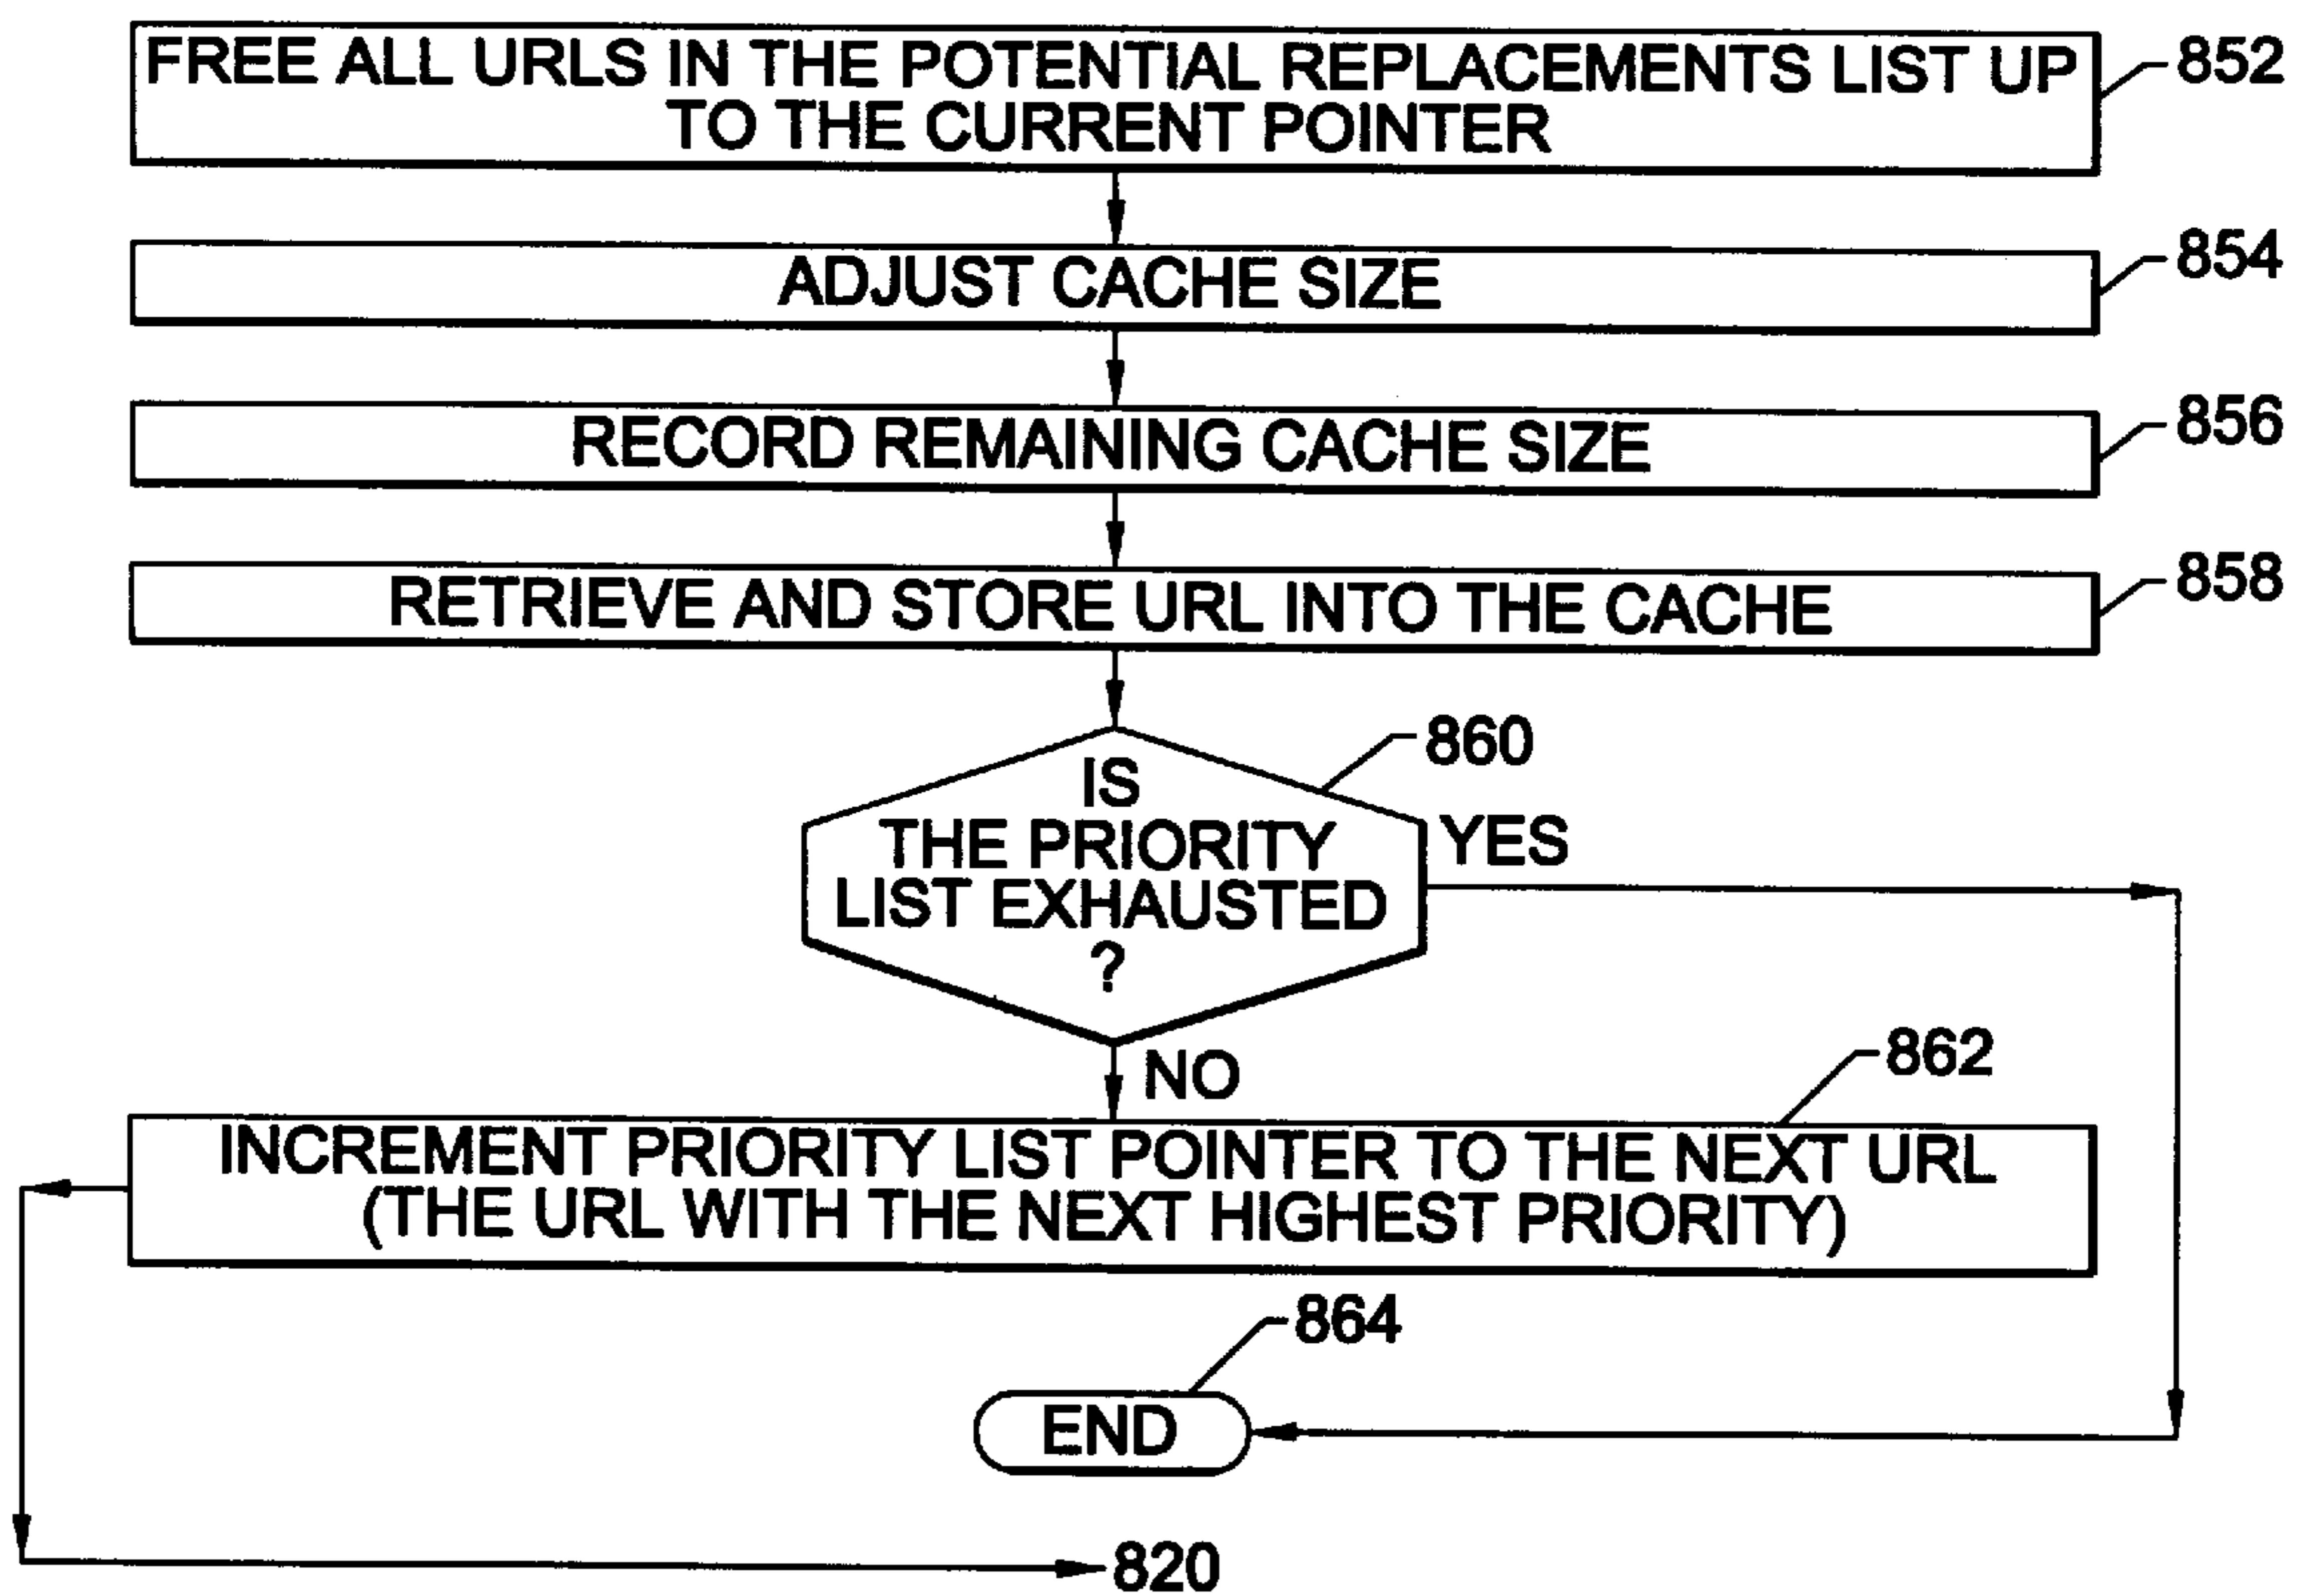 FREE ALL URLS IN THE POTENTIAL REPLACEMENTS LIST UP
TO THE CURRENT POINTER
852
ADJUST CACHE SIZE
854
RECORD REMAINING CACHE SIZE
856
RETRIEVE AND STORE URL INTO THE CACHE
858
860
IS
THE PRIORITY
LIST EXHAUSTED
?
YES
NO
862
INCREMENT PRIORITY LIST POINTER TO THE NEXT URL
(THE URL WITH THE NEXT HIGHEST PRIORITY)
864
END
820